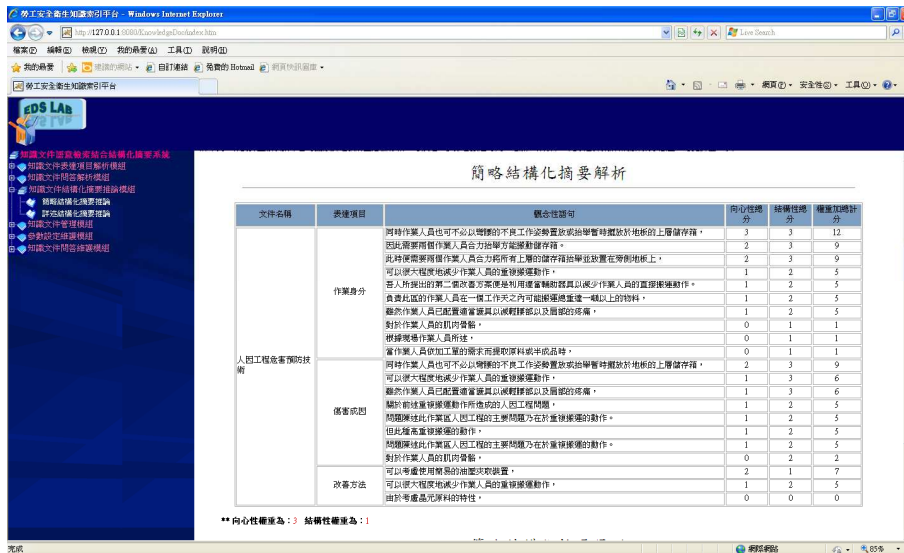 勞工安全衛生知識索引平台 - Windows Internet Explorer
http://127.0.0.1:8080/KnowledgeDoc/index.htm
Live Search
檔案(F) 編輯(E) 檢視(V) 我的最愛(A) 工具(T) 說明(H)
我的最愛 建議的網站 自訂連結 免費的 Hotmail 網頁快訊圖庫
勞工安全衛生知識索引平台
網頁(P) 安全性(S) 工具(O)
EDS LAB
知識文件語意檢索結合結構化摘要系統
知識文件表達項目解析模組
知識文件問答解析模組
知識文件結構化摘要推論模組
簡略結構化摘要推論
詳述結構化摘要推論
知識文件管理模組
參數設定維護模組
知識文件問答維護模組
簡略結構化摘要解析
文件名稱 表達項目 觀念性語句 向心性總分 結構性總分 權重加總計分
人因工程危害預防技術
作業身分
同時作業人員也可不必以彎腰的不良工作姿勢置放或抬舉暫時擺放於地板的上層儲存箱， 3 3 12
因此需要兩個作業人員合力抬舉方能搬動儲存箱。 2 3 9
此時便需要兩個作業人員合力將所有上層的儲存箱抬舉並放置在旁側地板上， 2 3 9
可以很大程度地減少作業人員的重複搬運動作， 1 2 5
吾人所提出的第二個改善方案便是利用適當輔助器具以減少作業人員的直接搬運動作。 1 2 5
負責此區的作業人員在一個工作天之內可能搬運總重達一噸以上的物料， 1 2 5
雖然作業人員已配置適當護具以減輕腰部以及肩部的疼痛， 1 2 5
對於作業人員的肌肉骨骼， 0 1 1
根據現場作業人員所述， 0 1 1
當作業人員依加工單的需求而提取原料或半成品時， 0 1 1
傷害成因
同時作業人員也可不必以彎腰的不良工作姿勢置放或抬舉暫時擺放於地板的上層儲存箱， 2 3 9
可以很大程度地減少作業人員的重複搬運動作， 1 3 6
雖然作業人員已配置適當護具以減輕腰部以及肩部的疼痛， 1 3 6
關於前述重複搬運動作所造成的人因工程問題， 1 2 5
問題陳述此作業區人因工程的主要問題乃在於重複搬運的動作。 1 2 5
但此種高重複搬運的動作， 1 2 5
問題陳述此作業區人因工程的主要問題乃在於重複搬運的動作。 1 2 5
對於作業人員的肌肉骨骼， 0 2 2
改善方法
可以考慮使用簡易的油壓夾取裝置， 2 1 7
可以很大程度地減少作業人員的重複搬運動作， 1 2 5
由於考慮晶元原料的特性， 0 0 0
** 向心性權重為：3 結構性權重為：1
完成
網際網路
85%